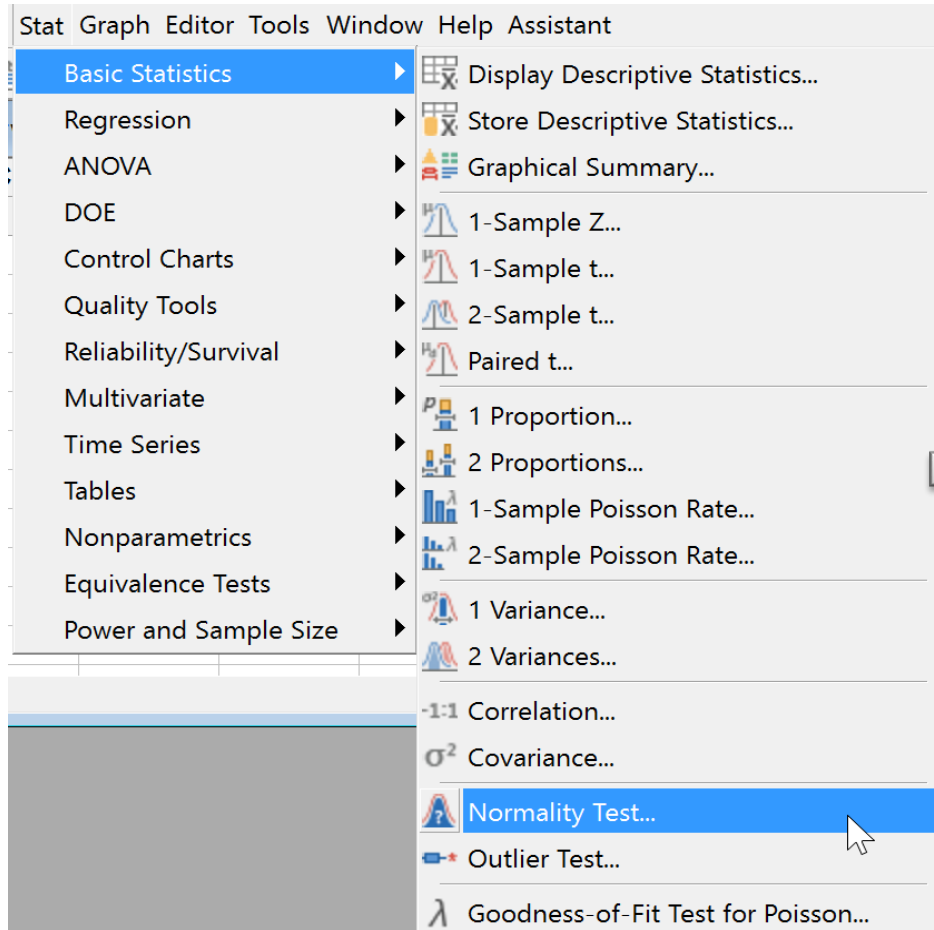 Stat Graph Editor Tools Window Help Assistant
Basic Statistics
Regression
ANOVA
DOE
Control Charts
Quality Tools
Reliability/Survival
Multivariate
Time Series
Tables
Nonparametrics
Equivalence Tests
Power and Sample Size
Display Descriptive Statistics...
Store Descriptive Statistics...
Graphical Summary...
1-Sample Z...
1-Sample t...
2-Sample t...
Paired t...
1 Proportion...
2 Proportions...
1-Sample Poisson Rate...
2-Sample Poisson Rate...
1 Variance...
2 Variances...
-1:1 Correlation...
σ² Covariance...
Normality Test...
Outlier Test...
λ Goodness-of-Fit Test for Poisson...